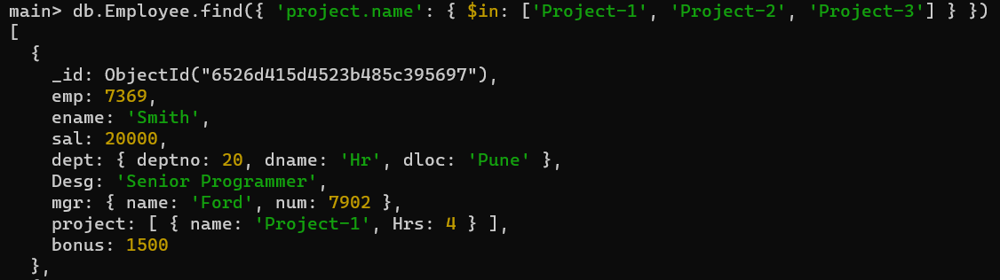 main> db.Employee.find({ 'project.name': { $in: ['Project-1', 'Project-2', 'Project-3'] } })
[
  {
    _id: ObjectId("6526d415d4523b485c395697"),
    emp: 7369,
    ename: 'Smith',
    sal: 20000,
    dept: { deptno: 20, dname: 'Hr', dloc: 'Pune' },
    Desg: 'Senior Programmer',
    mgr: { name: 'Ford', num: 7902 },
    project: [ { name: 'Project-1', Hrs: 4 } ],
    bonus: 1500
  },